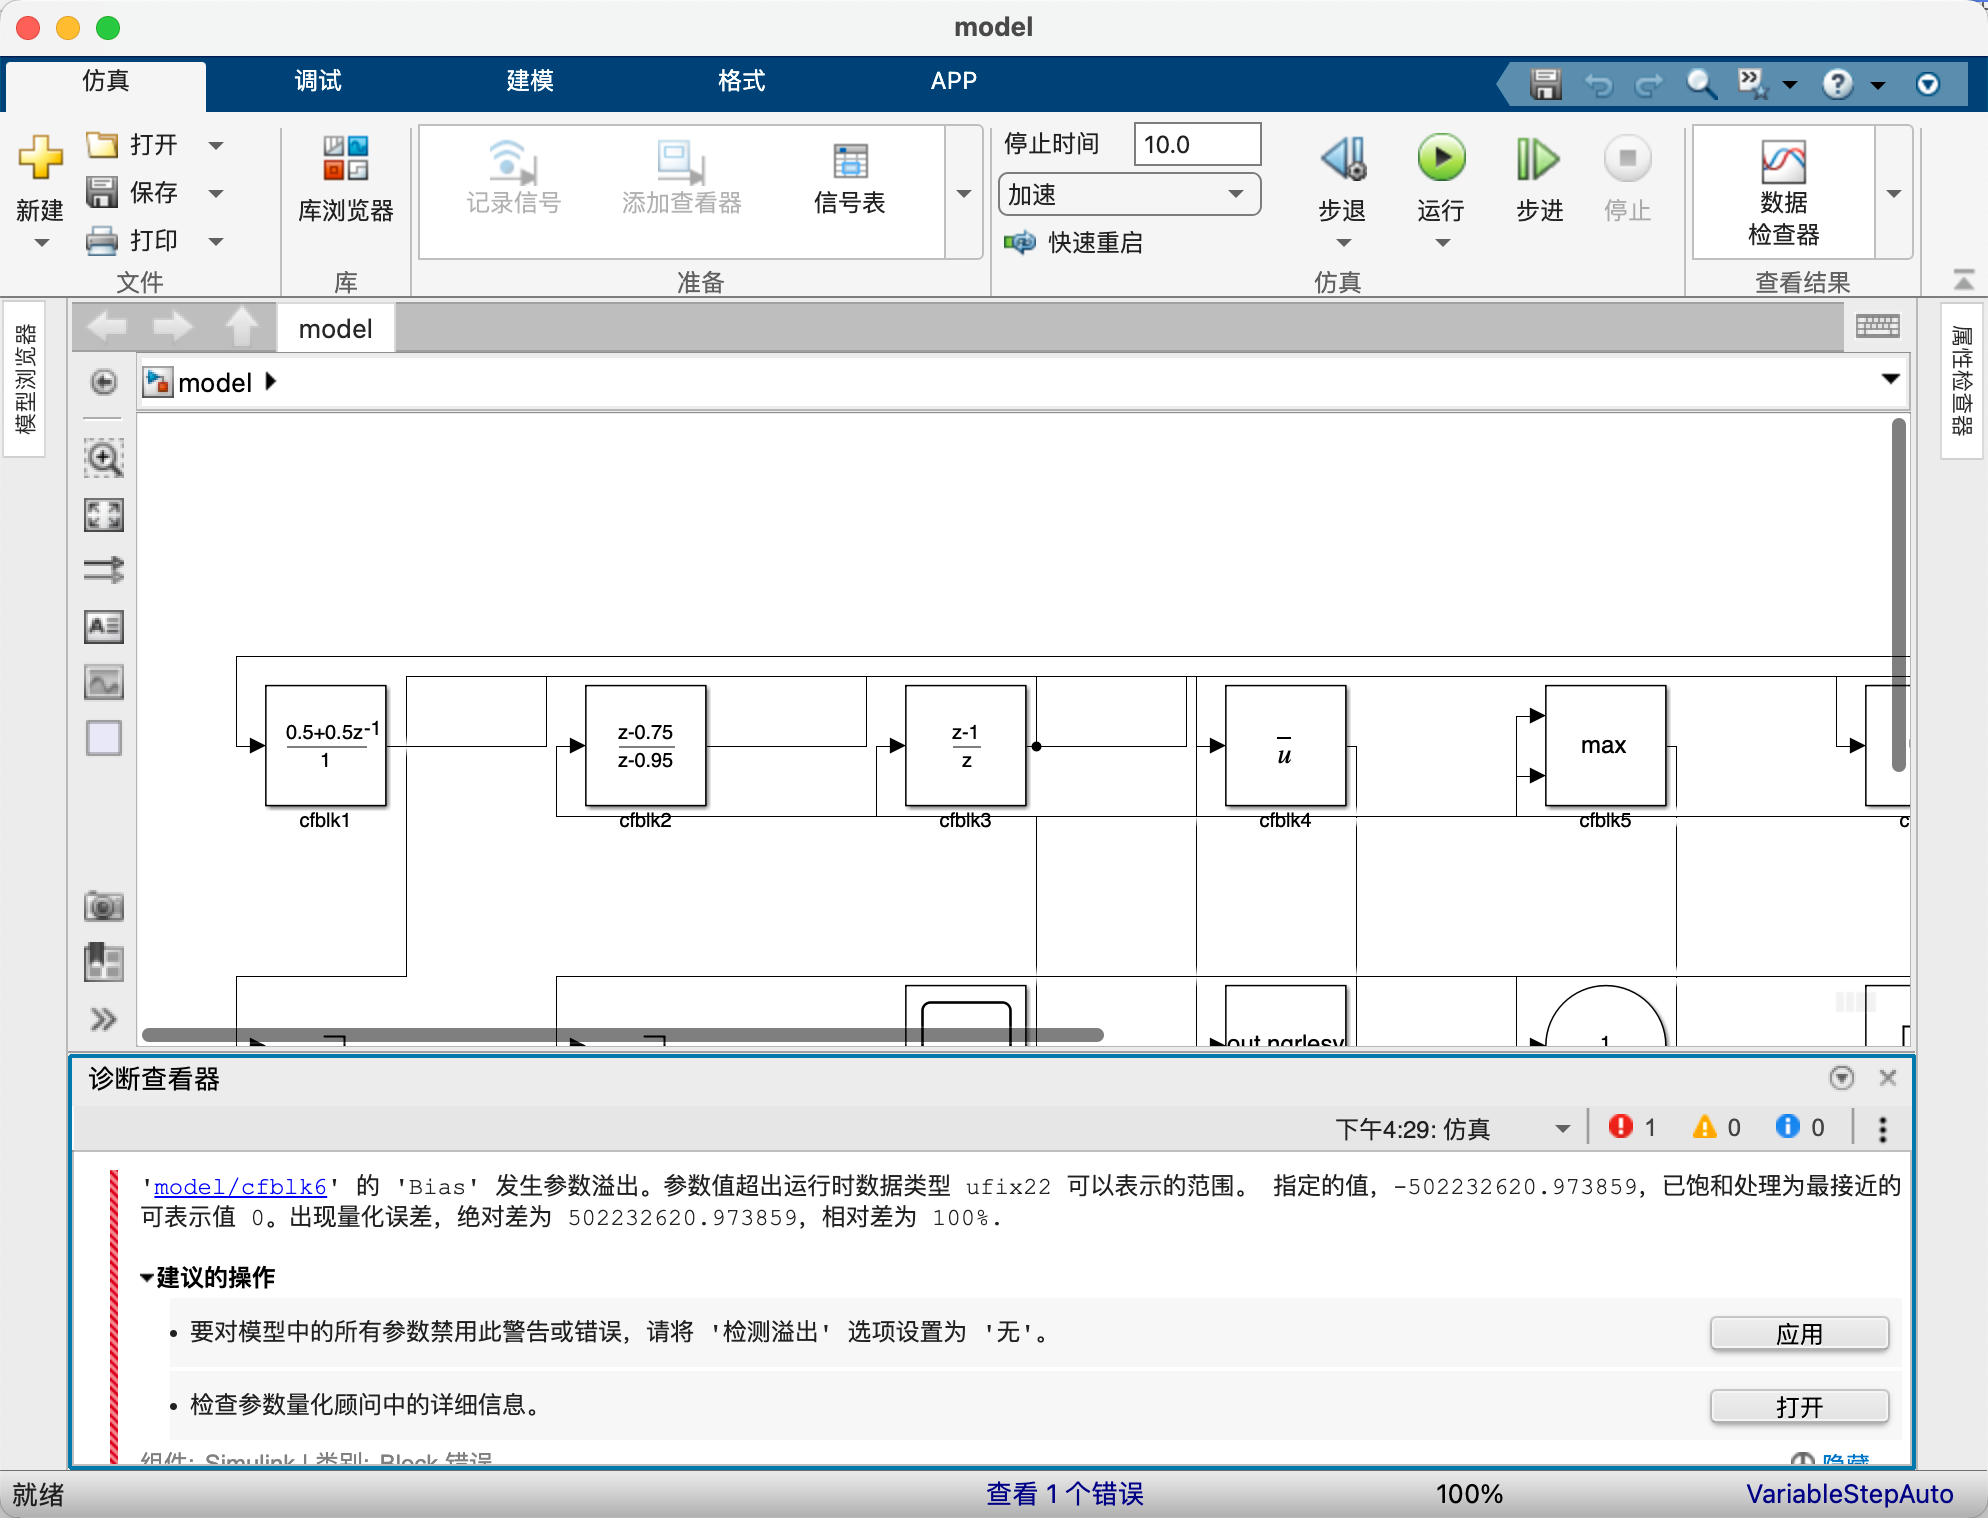 model
仿真
调试
建模
格式
APP
新建
打开
保存
打印
文件
库浏览器
库
记录信号
添加查看器
信号表
准备
停止时间 10.0
加速
快速重启
步退
运行
步进
停止
仿真
数据
检查器
查看结果
模型浏览器
属性检查器
model
model
0.5+0.5z-1
1
cfblk1
z-0.75
z-0.95
cfblk2
z-1
z
cfblk3
u
cfblk4
max
cfblk5
c
out.ngrlesv
1
诊断查看器
下午4:29: 仿真
1
0
0
'model/cfblk6' 的 'Bias' 发生参数溢出。参数值超出运行时数据类型 ufix22 可以表示的范围。 指定的值，-502232620.973859，已饱和处理为最接近的
可表示值 0。出现量化误差，绝对差为 502232620.973859，相对差为 100%.
建议的操作
• 要对模型中的所有参数禁用此警告或错误，请将 '检测溢出' 选项设置为 '无'。
应用
• 检查参数量化顾问中的详细信息。
打开
组件: Simulink | 类别: Block 错误
隐藏
就绪
查看 1 个错误
100%
VariableStepAuto